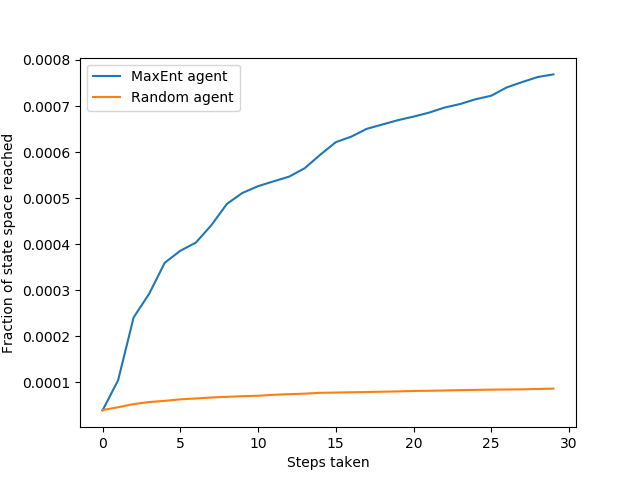 MaxEnt agent
Random agent
0.0008
0.0007
0.0006
0.0005
0.0004
0.0003
0.0002
0.0001
Fraction of state space reached
0 5 10 15 20 25 30
Steps taken